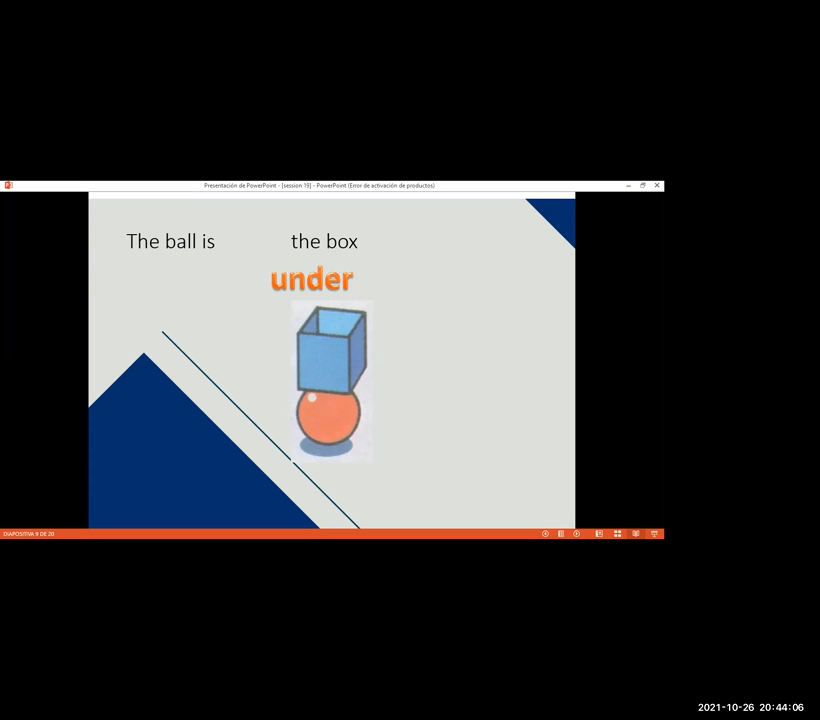 Presentación de PowerPoint - [session 19] - PowerPoint (Error de activación de productos)
The ball is the box
under
DIAPOSITIVA 9 DE 20
2021-10-26 20:44:06